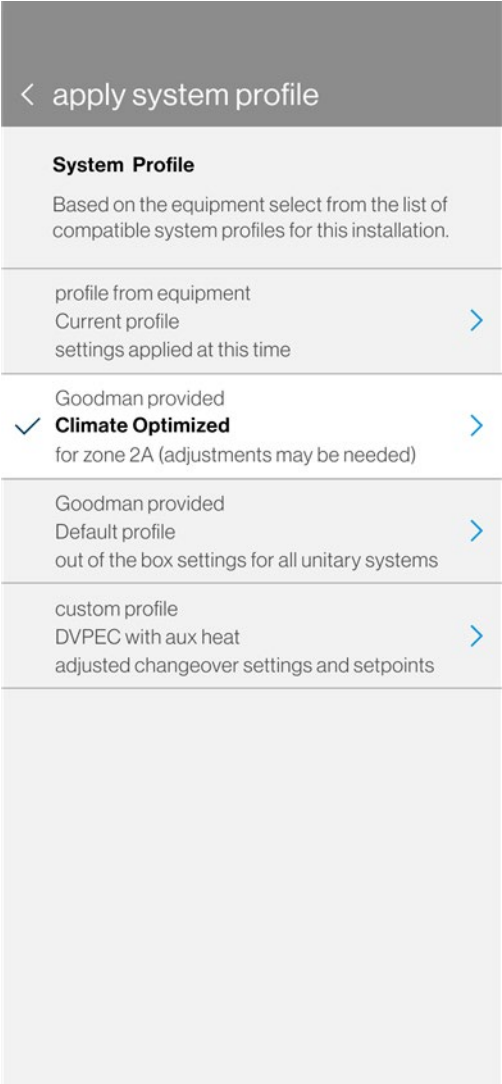 apply system profile
System Profile
Based on the equipment select from the list of
compatible system profiles for this installation.
profile from equipment
Current profile
settings applied at this time
Goodman provided
Climate Optimized
for zone 2A (adjustments may be needed)
Goodman provided
Default profile
out of the box settings for all unitary systems
custom profile
DVPEC with aux heat
adjusted changeover settings and setpoints